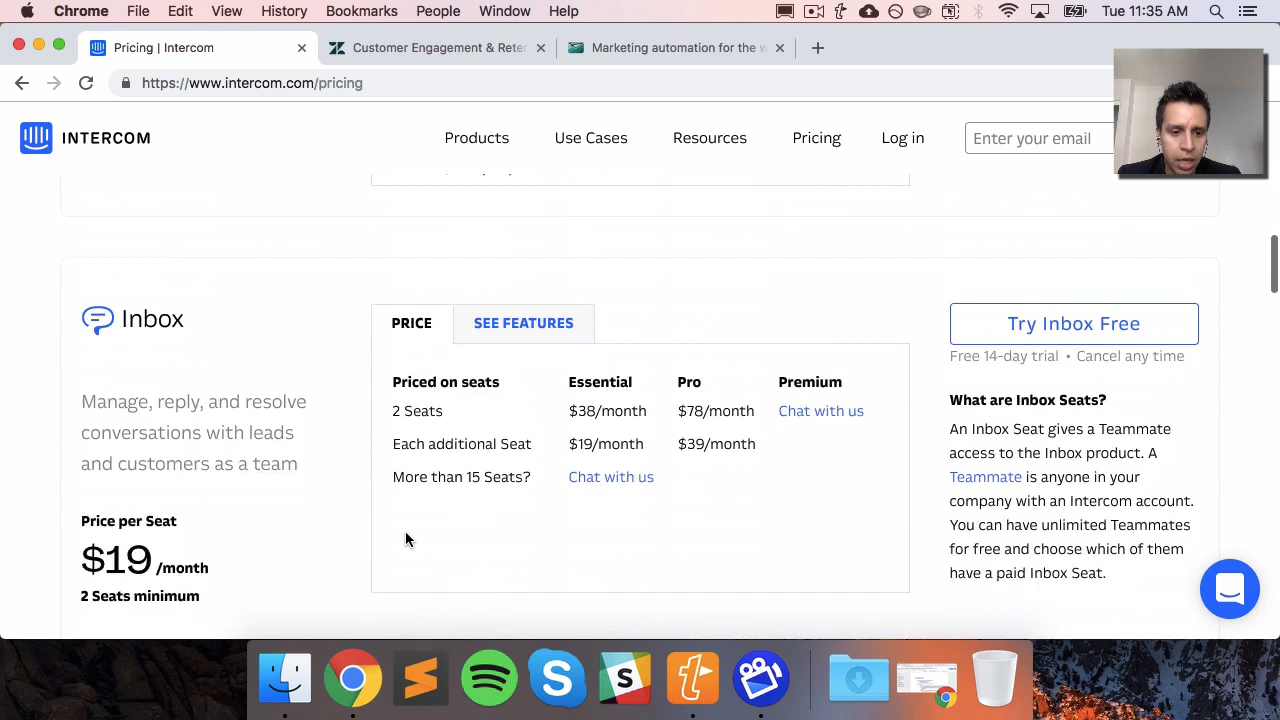 Chrome File Edit View History Bookmarks People Window Help Tue 11:35 AM
Pricing | Intercom Customer Engagement & Reter Marketing automation for the w
https://www.intercom.com/pricing
INTERCOM Products Use Cases Resources Pricing Log in Enter your email
Inbox
Manage, reply, and resolve
conversations with leads
and customers as a team
Price per Seat
$19 /month
2 Seats minimum
PRICE SEE FEATURES
Priced on seats Essential Pro Premium
2 Seats $38/month $78/month Chat with us
Each additional Seat $19/month $39/month
More than 15 Seats? Chat with us
Try Inbox Free
Free 14-day trial • Cancel any time
What are Inbox Seats?
An Inbox Seat gives a Teammate
access to the Inbox product. A
Teammate is anyone in your
company with an Intercom account.
You can have unlimited Teammates
for free and choose which of them
have a paid Inbox Seat.